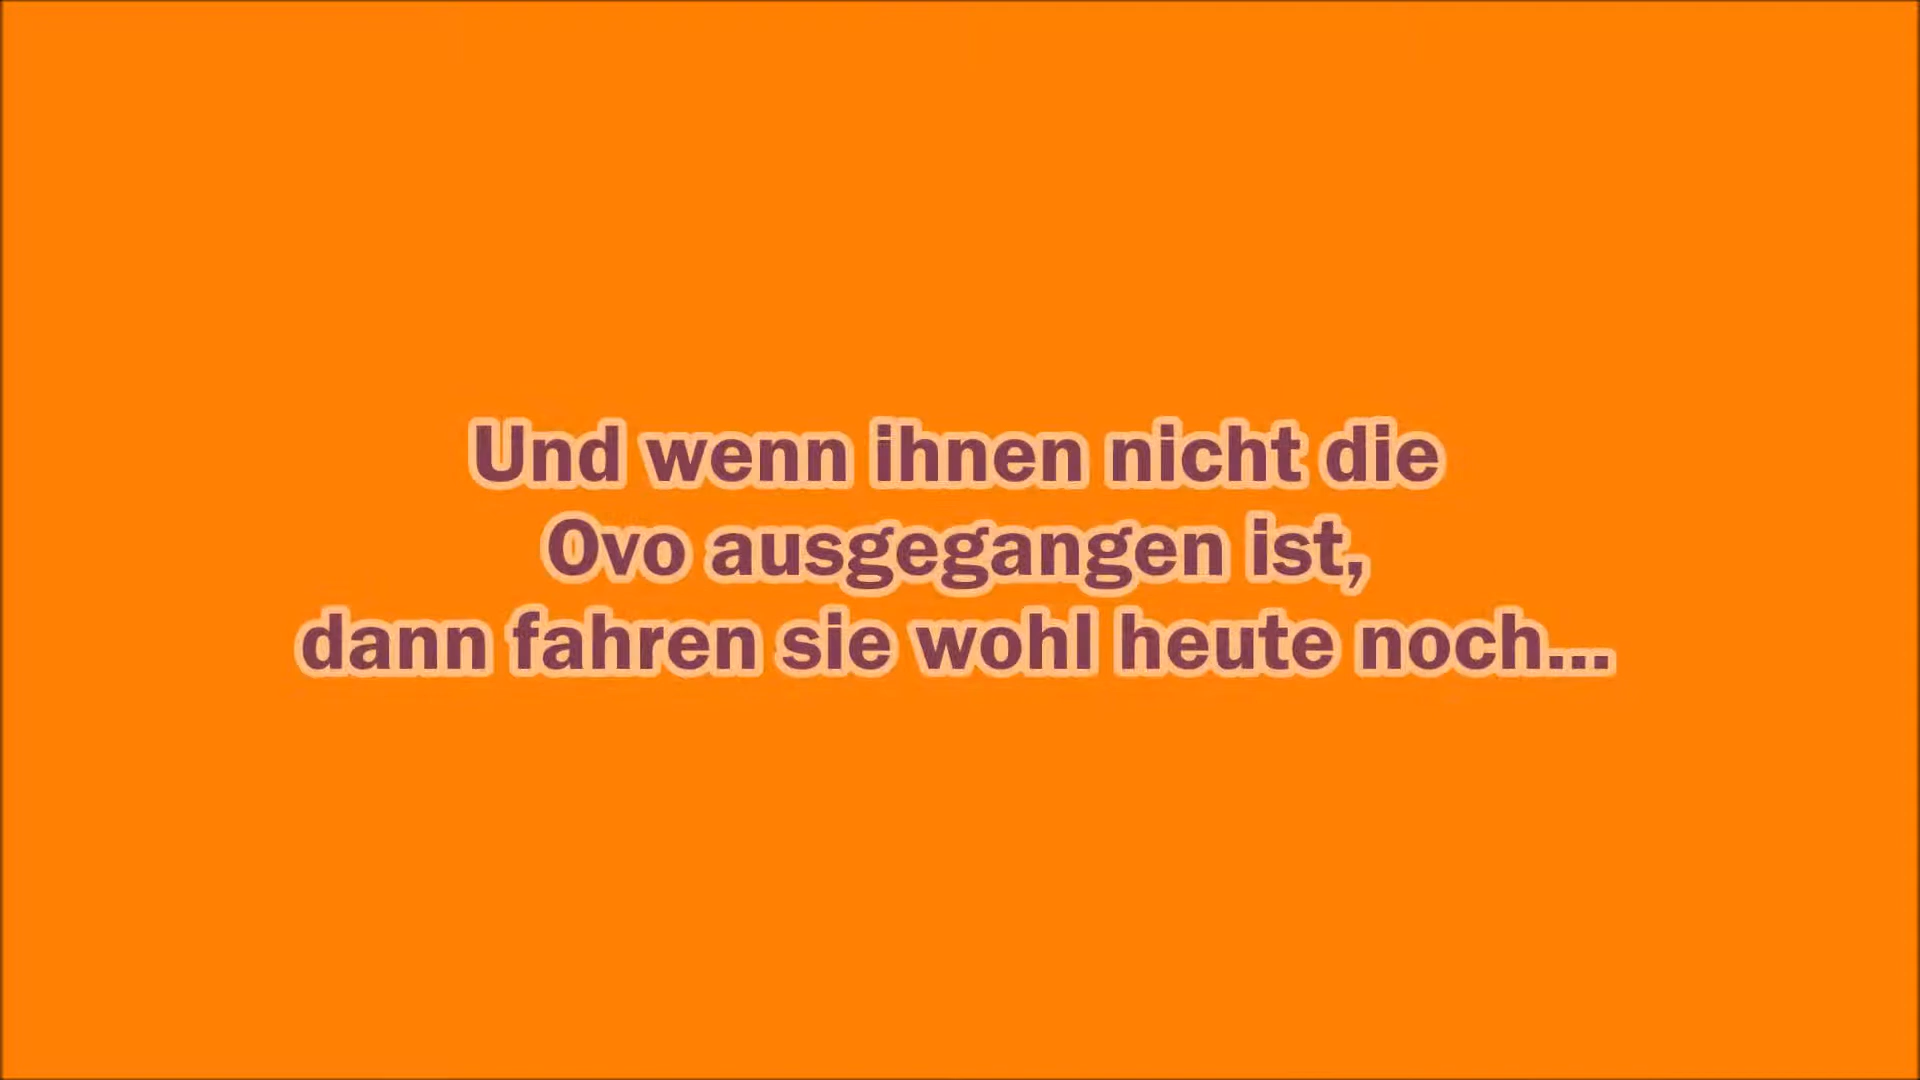 Und wenn ihnen nicht die
Ovo ausgegangen ist,
dann fahren sie wohl heute noch...